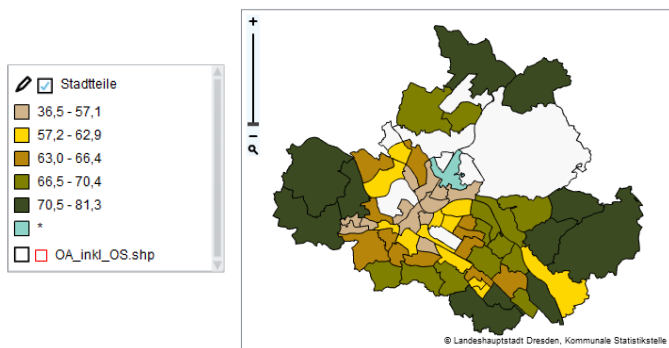 Stadtteile
36,5 - 57,1
57,2 - 62,9
63,0 - 66,4
66,5 - 70,4
70,5 - 81,3
*
OA_inkl_OS.shp
+
−
© Landeshauptstadt Dresden, Kommunale Statistikstelle